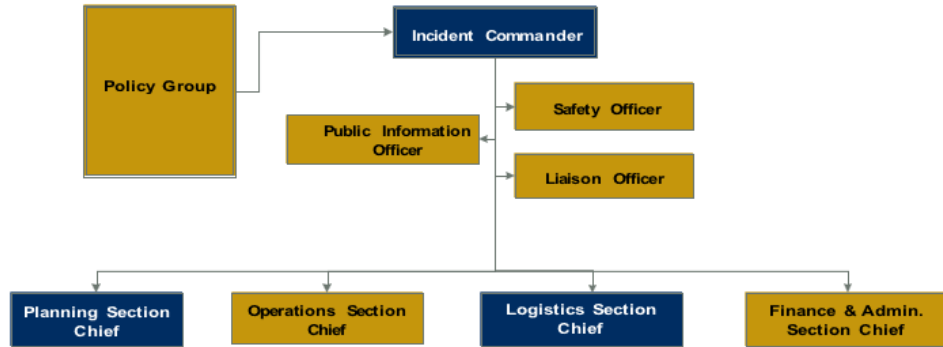 Incident Commander
Policy Group
Safety Officer
Public Information
Officer
Liaison Officer
Planning Section
Chief
Operations Section
Chief
Logistics Section
Chief
Finance & Admin.
Section Chief